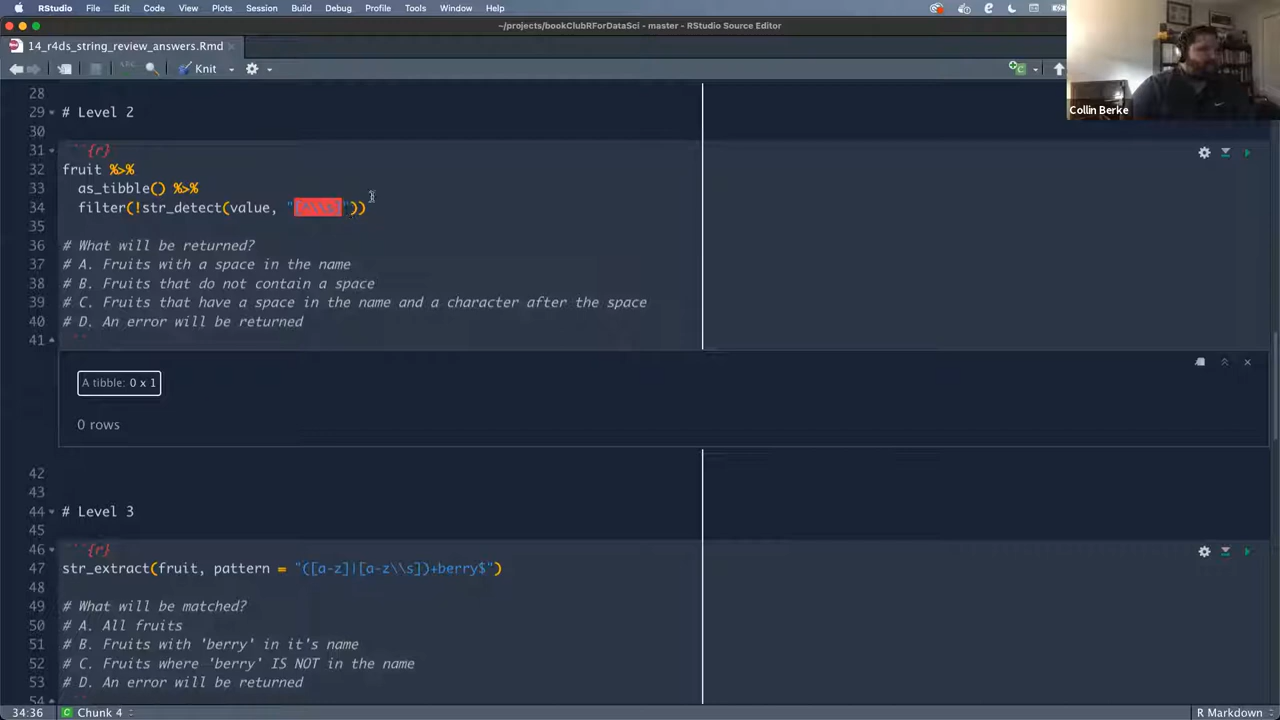 RStudio File Edit Code View Plots Session Build Debug Profile Tools Window Help
~/projects/bookClubRForDataSci - master - RStudio Source Editor
14_r4ds_string_review_answers.Rmd
Knit
Collin Berke
28
29 # Level 2
30
31 ```{r}
32 fruit %>%
33 as_tibble() %>%
34 filter(!str_detect(value, "[^\\s]"))
35
36 # What will be returned?
37 # A. Fruits with a space in the name
38 # B. Fruits that do not contain a space
39 # C. Fruits that have a space in the name and a character after the space
40 # D. An error will be returned
41 ```
A tibble: 0 x 1
0 rows
42
43
44 # Level 3
45
46 ```{r}
47 str_extract(fruit, pattern = "([a-z]|[a-z\\s])+berry$")
48
49 # What will be matched?
50 # A. All fruits
51 # B. Fruits with 'berry' in it's name
52 # C. Fruits where 'berry' IS NOT in the name
53 # D. An error will be returned
54
34:36 Chunk 4 R Markdown